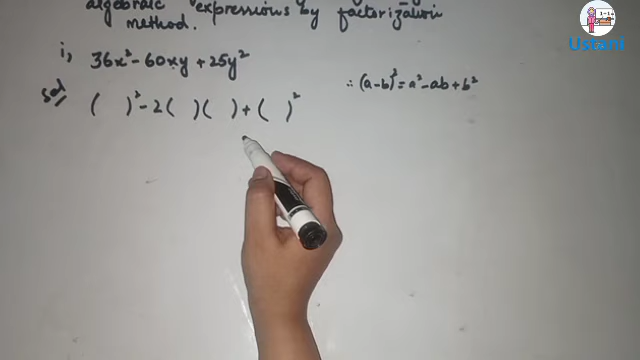 algebraic expressions by factorization
method.
i, 36x² - 60xy + 25y²
∴ (a-b)² = a² - ab + b²
Sol
( )² - 2 ( ) ( ) + ( )²
Ustani